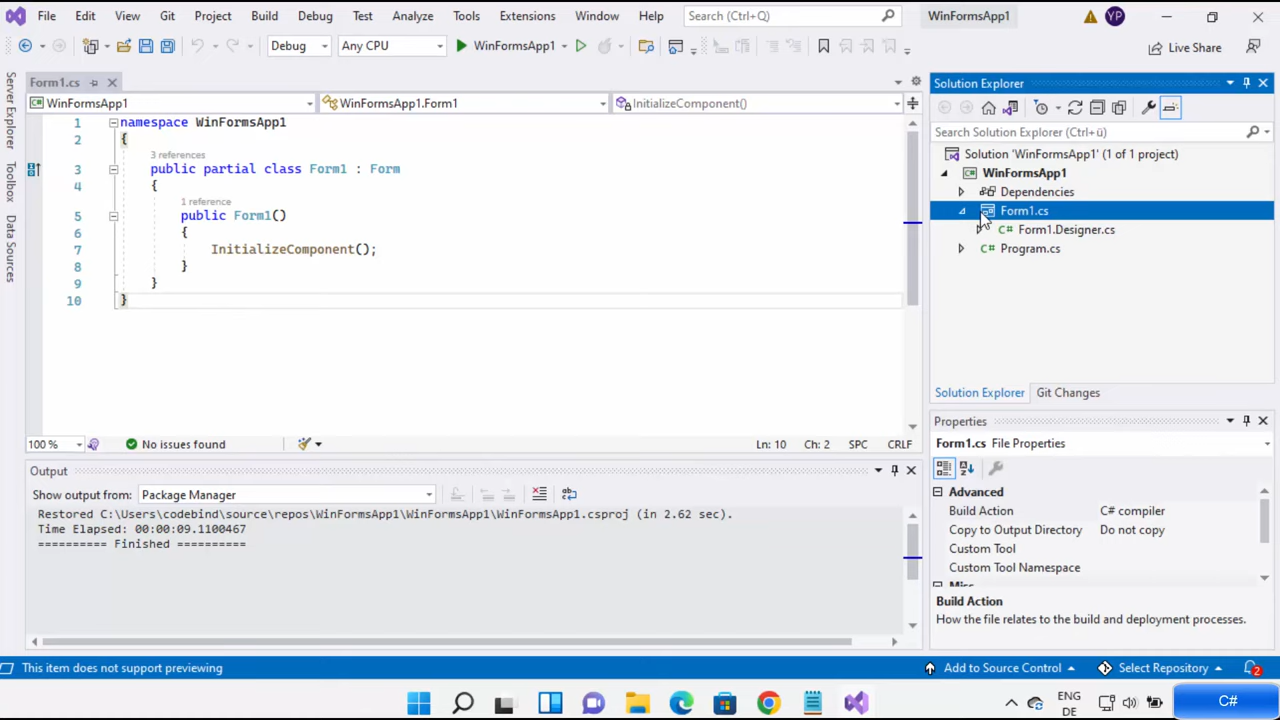 File Edit View Git Project Build Debug Test Analyze Tools Extensions Window Help Search (Ctrl+Q) WinFormsApp1 YP
Debug Any CPU WinFormsApp1 Live Share
Server Explorer
Toolbox
Data Sources
Form1.cs
WinFormsApp1 WinFormsApp1.Form1 InitializeComponent()
1 namespace WinFormsApp1
2 {
3 references
3 public partial class Form1 : Form
4 {
1 reference
5 public Form1()
6 {
7 InitializeComponent();
8 }
9 }
10 }
100 % No issues found Ln: 10 Ch: 2 SPC CRLF
Output
Show output from: Package Manager
Restored C:\Users\codebind\source\repos\WinFormsApp1\WinFormsApp1\WinFormsApp1.csproj (in 2.62 sec).
Time Elapsed: 00:00:09.1100467
========== Finished ==========
Solution Explorer
Search Solution Explorer (Ctrl+ü)
Solution 'WinFormsApp1' (1 of 1 project)
WinFormsApp1
Dependencies
Form1.cs
C# Form1.Designer.cs
C# Program.cs
Solution Explorer Git Changes
Properties
Form1.cs File Properties
Advanced
Build Action C# compiler
Copy to Output Directory Do not copy
Custom Tool
Custom Tool Namespace
Misc
Build Action
How the file relates to the build and deployment processes.
This item does not support previewing Add to Source Control Select Repository 2
ENG
DE
C#